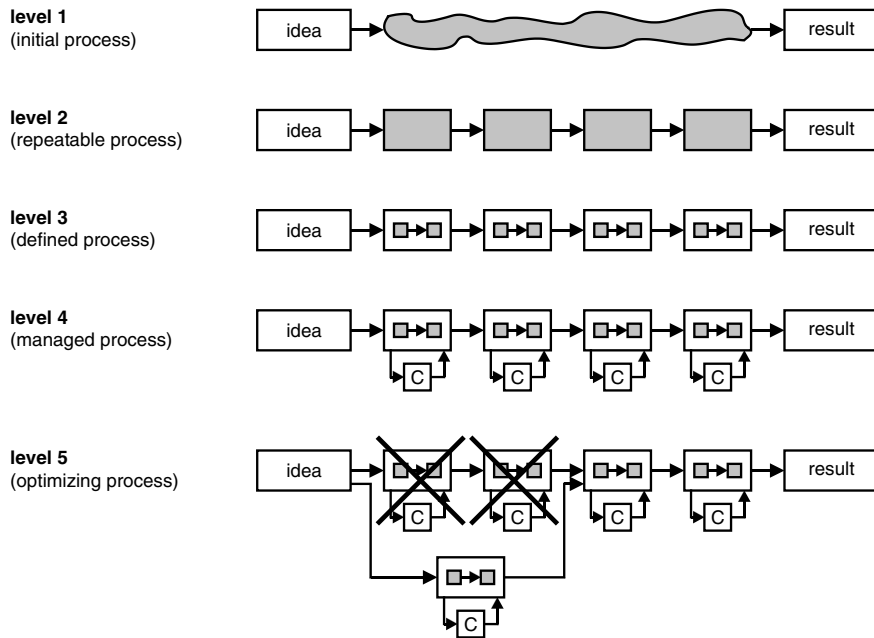 level 1
(initial process)
idea
result
level 2
(repeatable process)
idea
result
level 3
(defined process)
idea
result
level 4
(managed process)
idea
result
C
C
C
C
level 5
(optimizing process)
idea
result
C
C
C
C
C